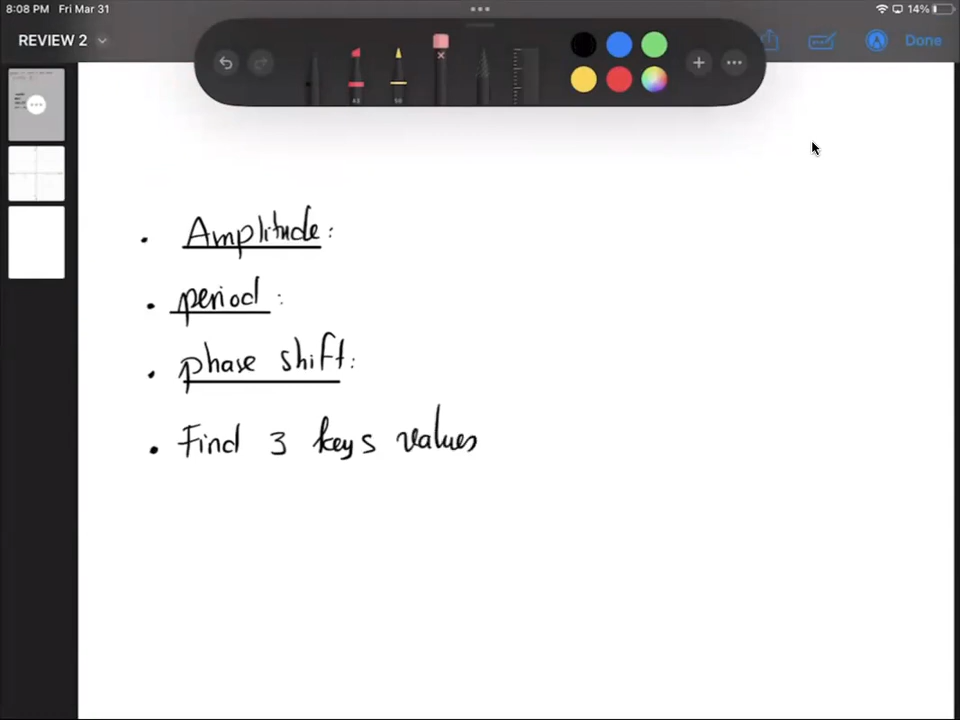 8:08 PM Fri Mar 31
14%
REVIEW 2
Done
• Amplitude:
• period:
• phase shift:
• Find 3 keys values